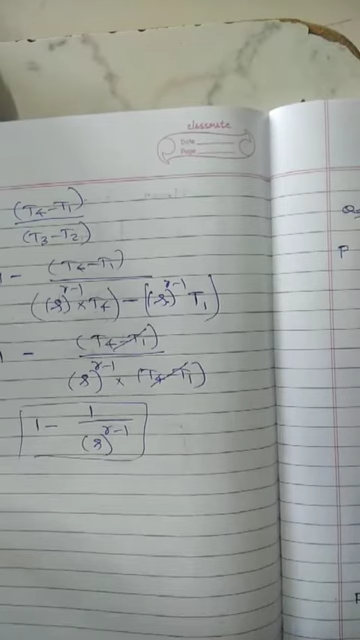 classmate
Date
Page
(T₄-T₁)
(T₃-T₂)
1 - (T₄-T₁)
((r)^γ-1 × T₄) - [(r)^γ-1 T₁]
1 - (T₄-T₁)
(r)^γ-1 × (T₄-T₁)
1 - 1
(r)^γ-1
P